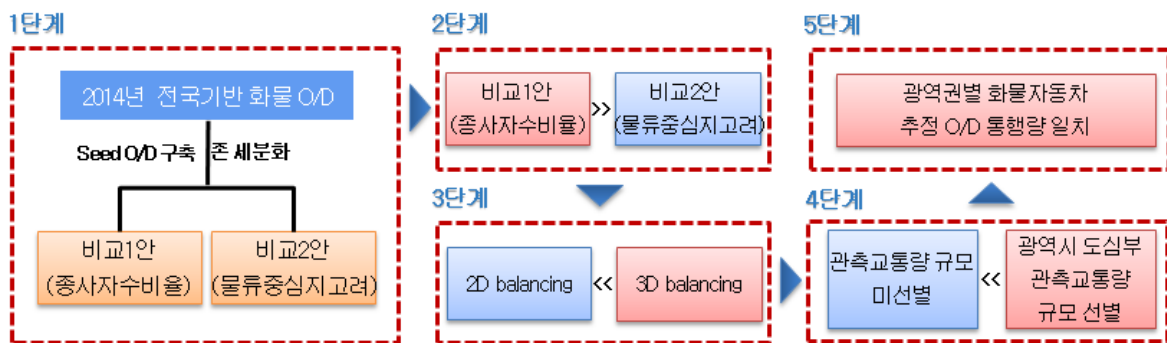 1단계
2014년 전국기반 화물 O/D
Seed O/D 구축 존 세분화
비교1안
(종사자수비율)
비교2안
(물류중심지고려)
2단계
비교1안
(종사자수비율)
>>
비교2안
(물류중심지고려)
3단계
2D balancing
<<
3D balancing
4단계
관측교통량 규모
미선별
<<
광역시 도심부
관측교통량
규모 선별
5단계
광역권별 화물자동차
추정 O/D 통행량 일치